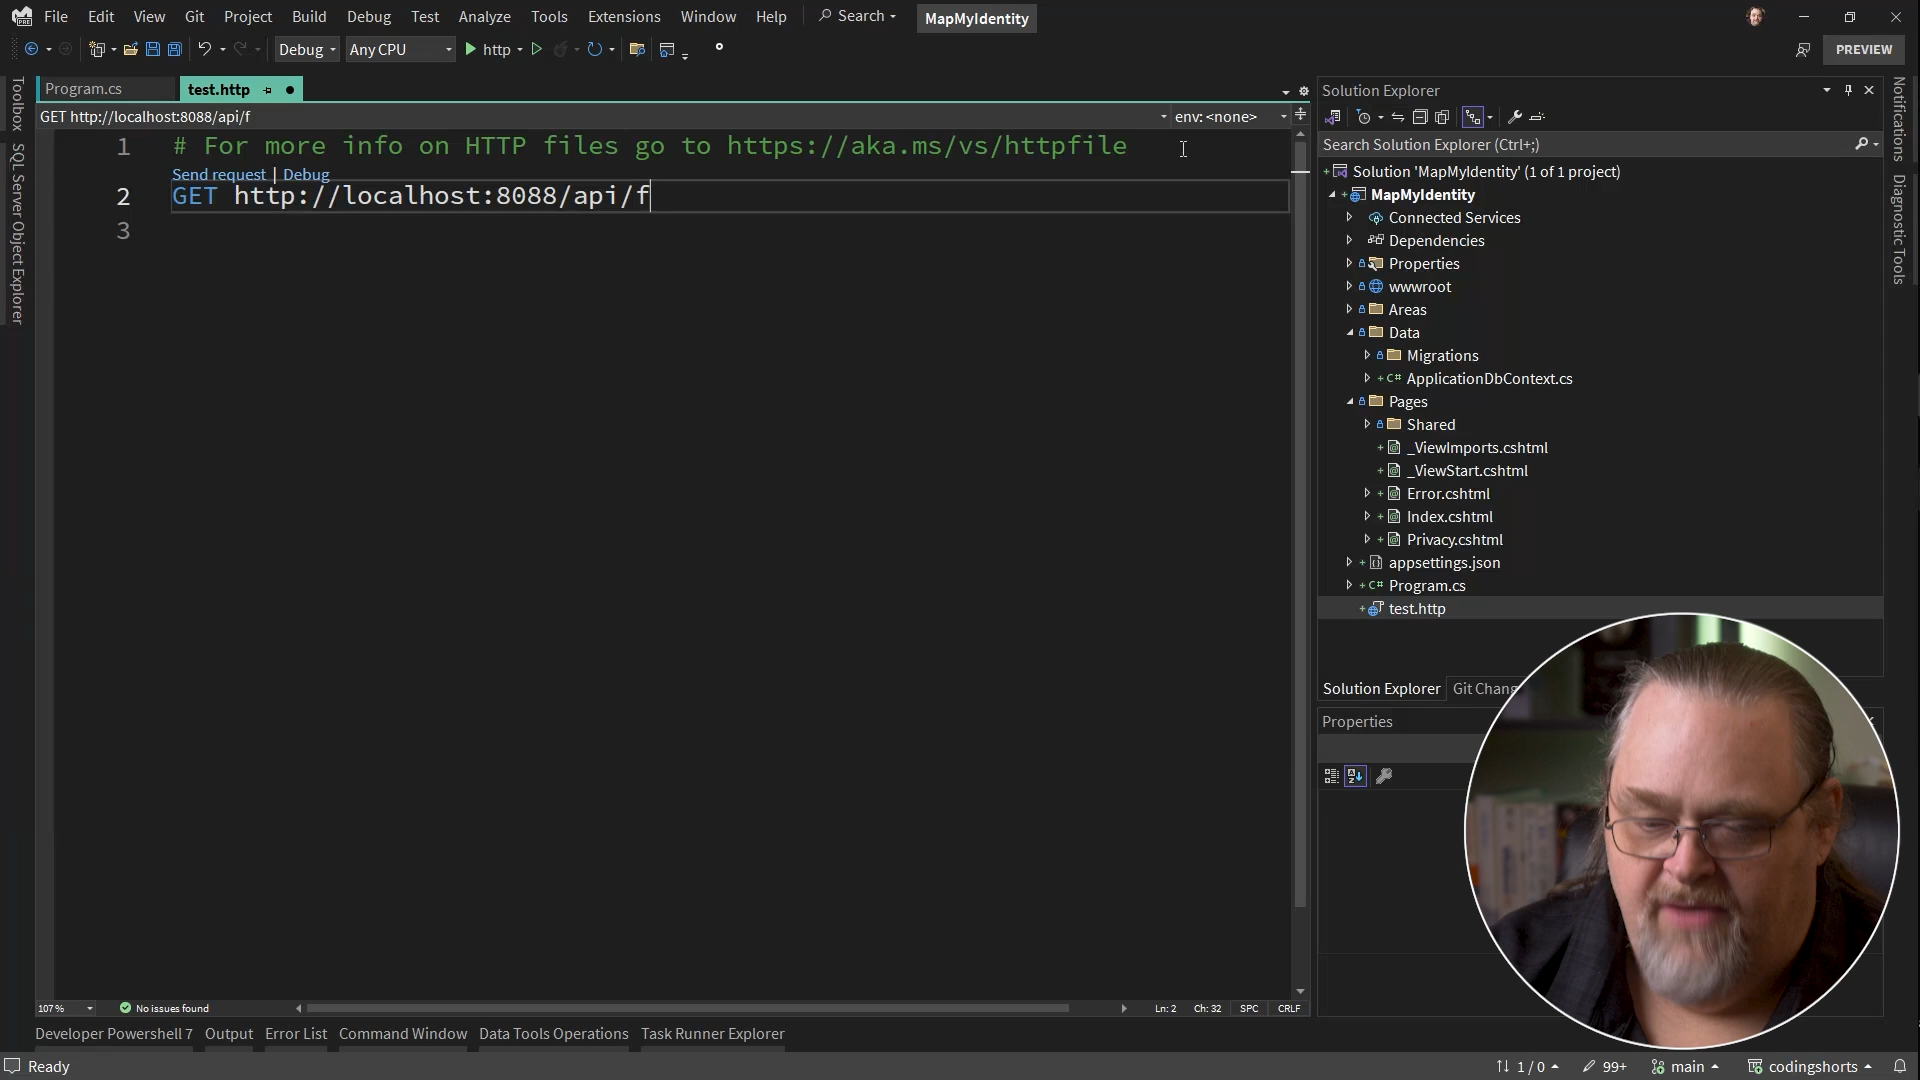 File Edit View Git Project Build Debug Test Analyze Tools Extensions Window Help Search MapMyIdentity
Debug Any CPU http PREVIEW
Program.cs test.http
GET http://localhost:8088/api/f env: <none>
1 # For more info on HTTP files go to https://aka.ms/vs/httpfile
Send request | Debug
2 GET http://localhost:8088/api/f
3
Toolbox
SQL Server Object Explorer
Solution Explorer
Search Solution Explorer (Ctrl+;)
Solution 'MapMyIdentity' (1 of 1 project)
MapMyIdentity
Connected Services
Dependencies
Properties
wwwroot
Areas
Data
Migrations
C# ApplicationDbContext.cs
Pages
Shared
_ViewImports.cshtml
_ViewStart.cshtml
Error.cshtml
Index.cshtml
Privacy.cshtml
appsettings.json
C# Program.cs
test.http
Solution Explorer Git Chang
Properties
Notifications
Diagnostic Tools
107 % No issues found Ln: 2 Ch: 32 SPC CRLF
Developer Powershell 7 Output Error List Command Window Data Tools Operations Task Runner Explorer
Ready 1 / 0 99+ main codingshorts